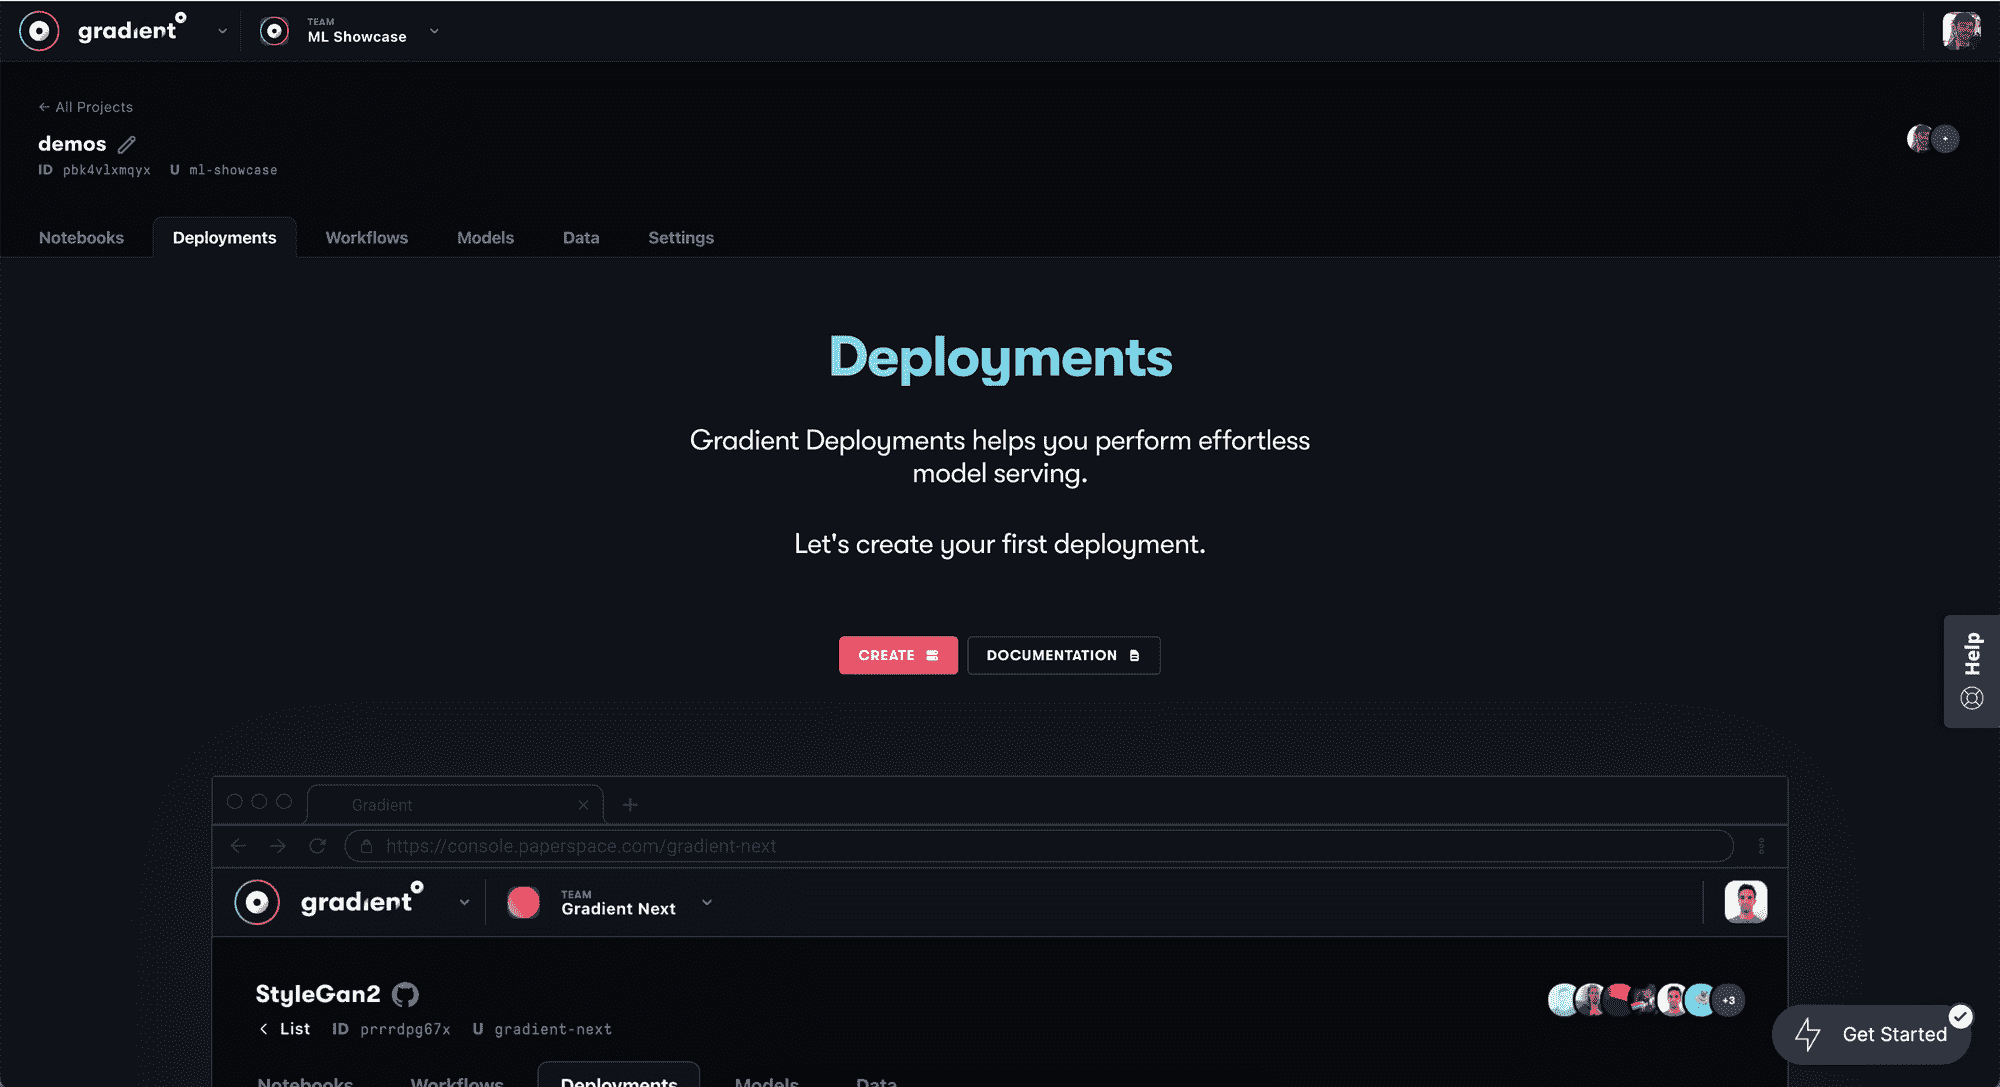 gradient
TEAM
ML Showcase
← All Projects
demos
ID pbk4vlxmqyx U ml-showcase
Notebooks Deployments Workflows Models Data Settings
Deployments
Gradient Deployments helps you perform effortless
model serving.
Let's create your first deployment.
CREATE DOCUMENTATION
Help
Gradient
https://console.paperspace.com/gradient-next
gradient
TEAM
Gradient Next
StyleGan2
+3
List ID prrrdpg67x U gradient-next
Get Started
Notebooks Workflows Deployments Models Data